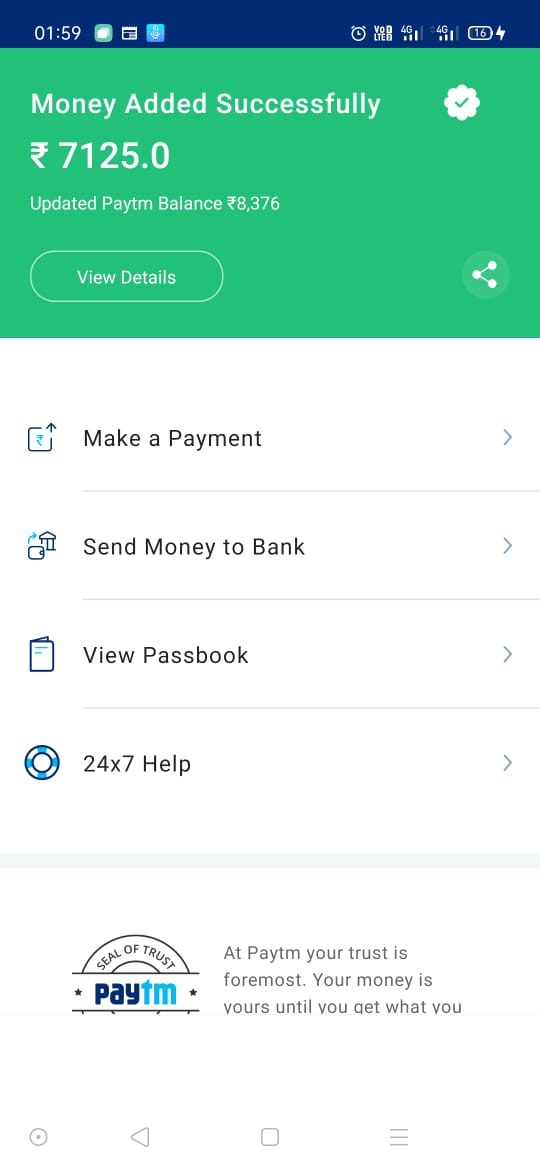 01:59
VoD LTE2 4G 4G 16
Money Added Successfully
₹ 7125.0
Updated Paytm Balance ₹8,376
View Details
Make a Payment
Send Money to Bank
View Passbook
24x7 Help
SEAL OF TRUST
paytm
At Paytm your trust is
foremost. Your money is
yours until you get what you